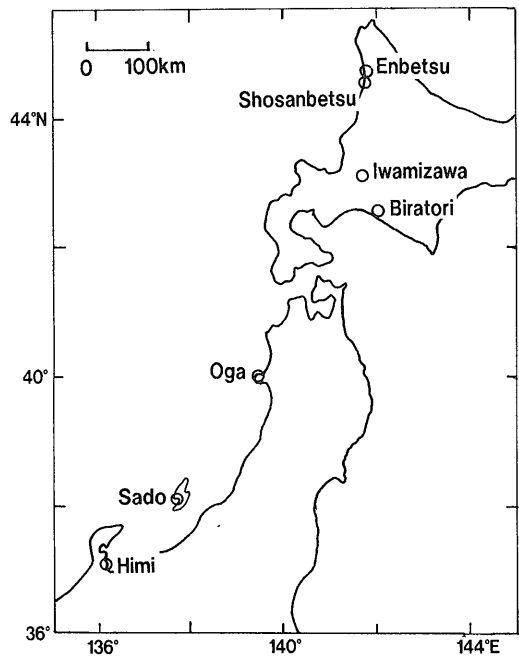 0 100km
Enbetsu
Shosanbetsu
44°N
Iwamizawa
Biratori
Oga
40°
Sado
Himi
36°
136° 140° 144°E